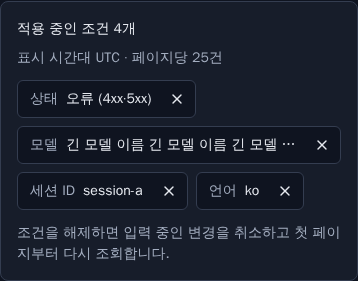 적용 중인 조건 4개
표시 시간대 UTC · 페이지당 25건
상태 오류 (4xx·5xx) ×
모델 긴 모델 이름 긴 모델 이름 긴 모델 … ×
세션 ID session-a × 언어 ko ×
조건을 해제하면 입력 중인 변경을 취소하고 첫 페이
지부터 다시 조회합니다.